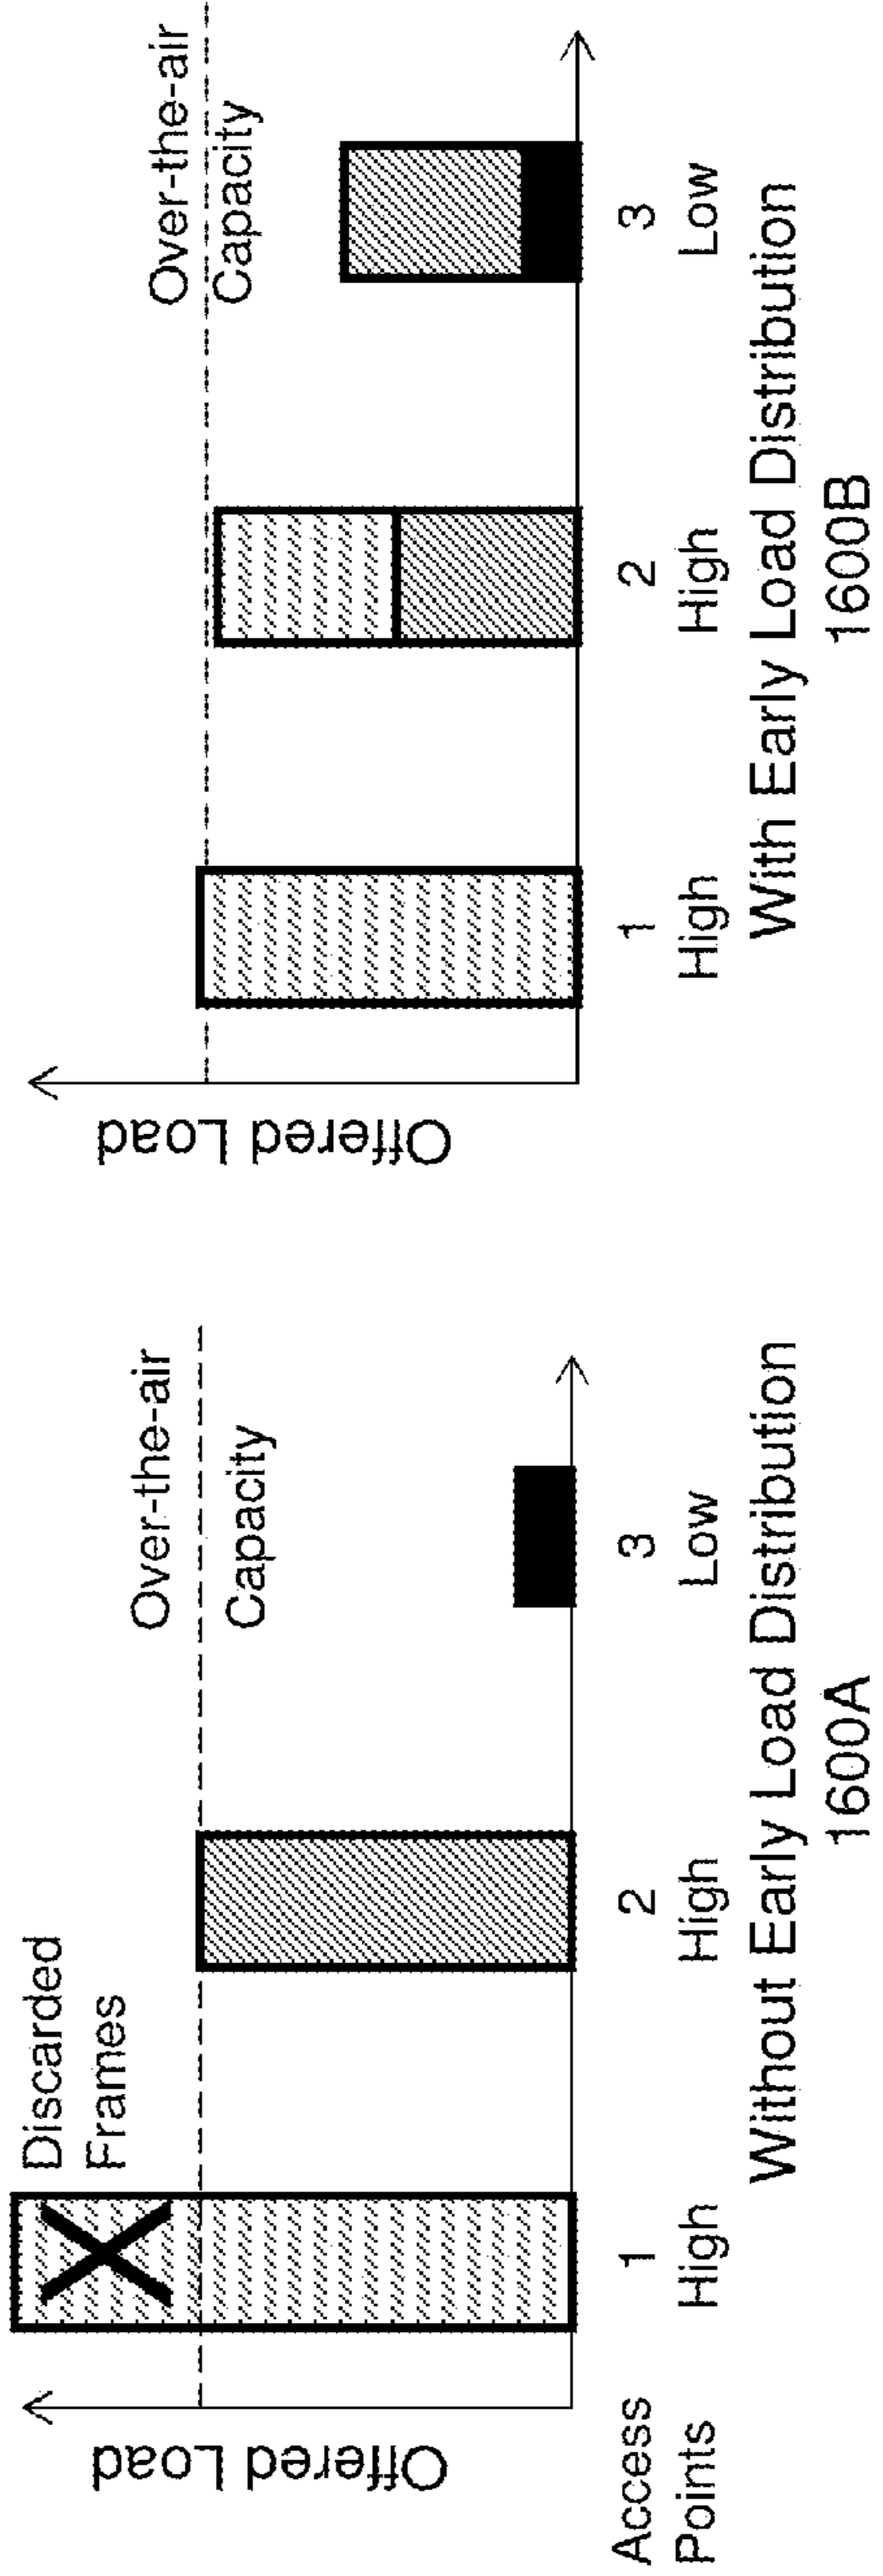 Offered Load
Discarded
Frames
Over-the-air
Capacity
Access
Points
1
High
2
High
3
Low
Without Early Load Distribution
1600A
Offered Load
Over-the-air
Capacity
1
High
2
High
3
Low
With Early Load Distribution
1600B